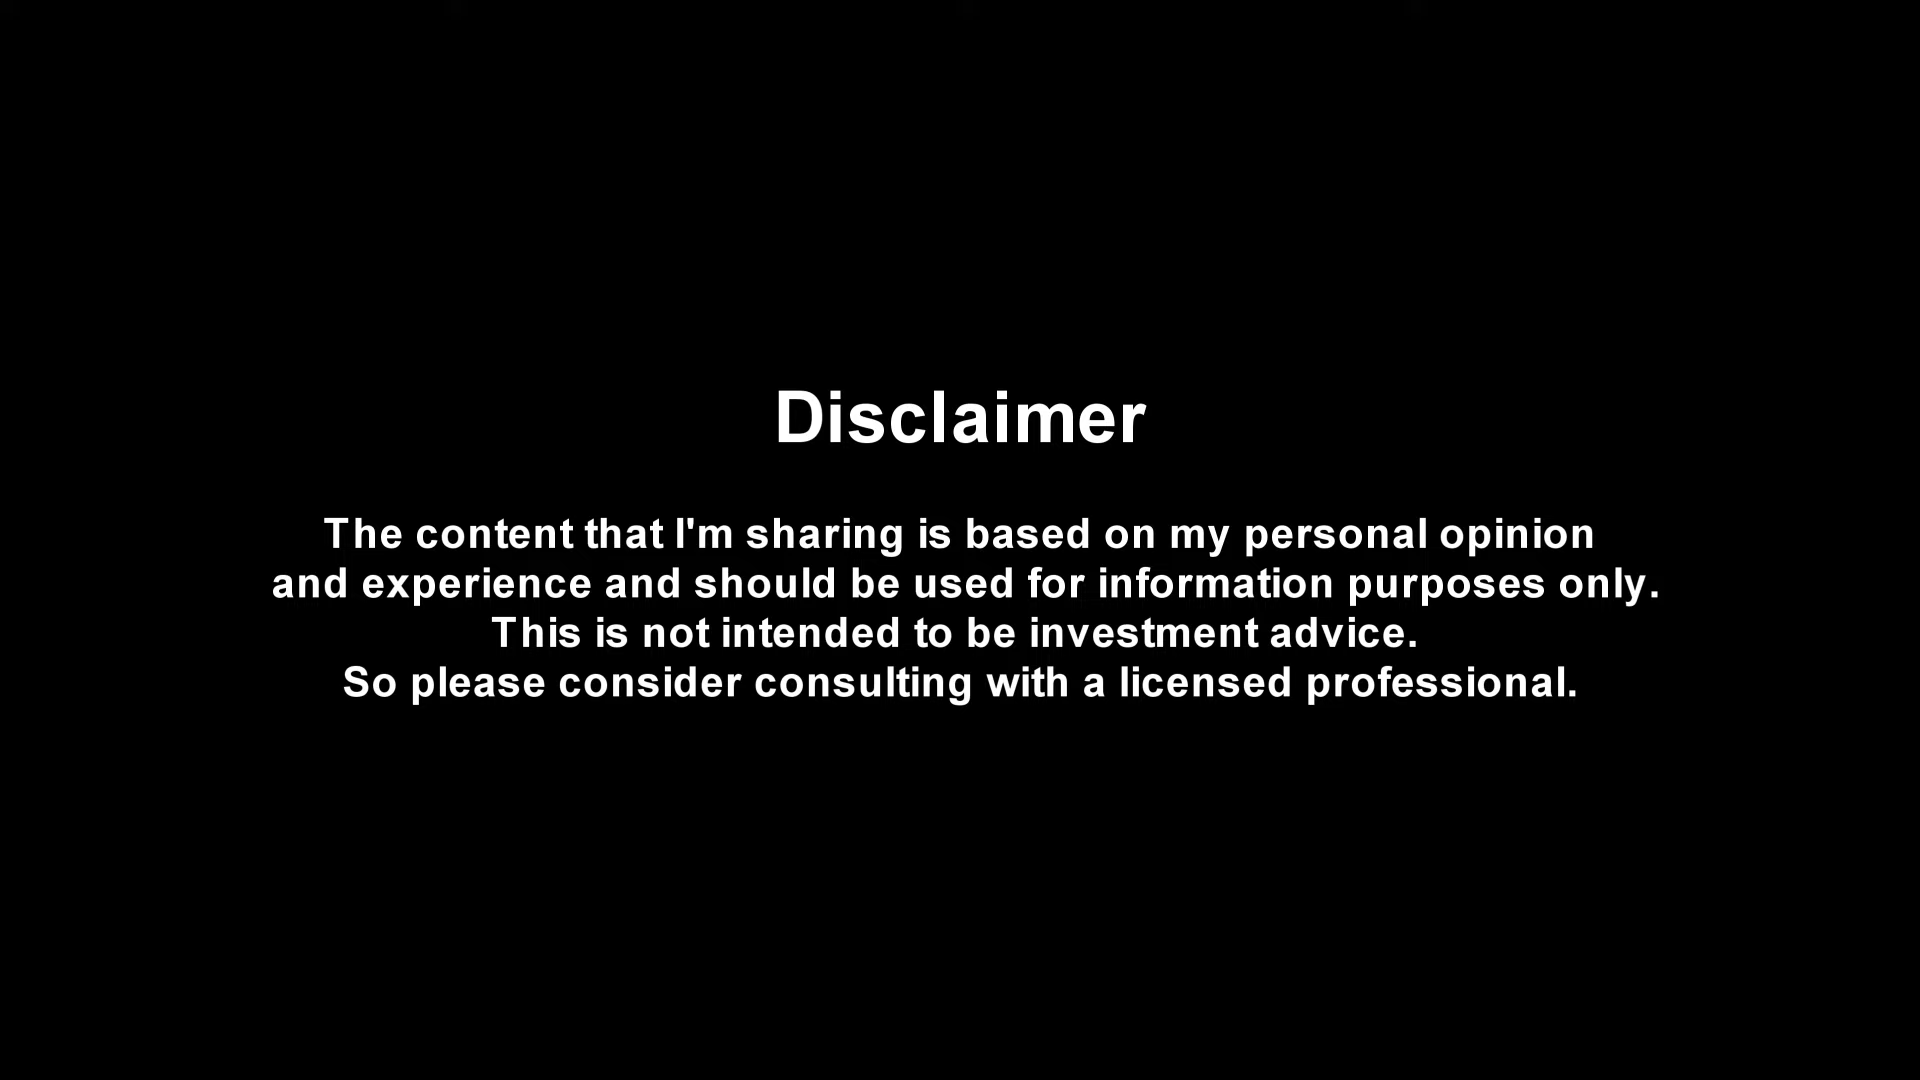 Disclaimer
The content that I'm sharing is based on my personal opinion
and experience and should be used for information purposes only.
This is not intended to be investment advice.
So please consider consulting with a licensed professional.